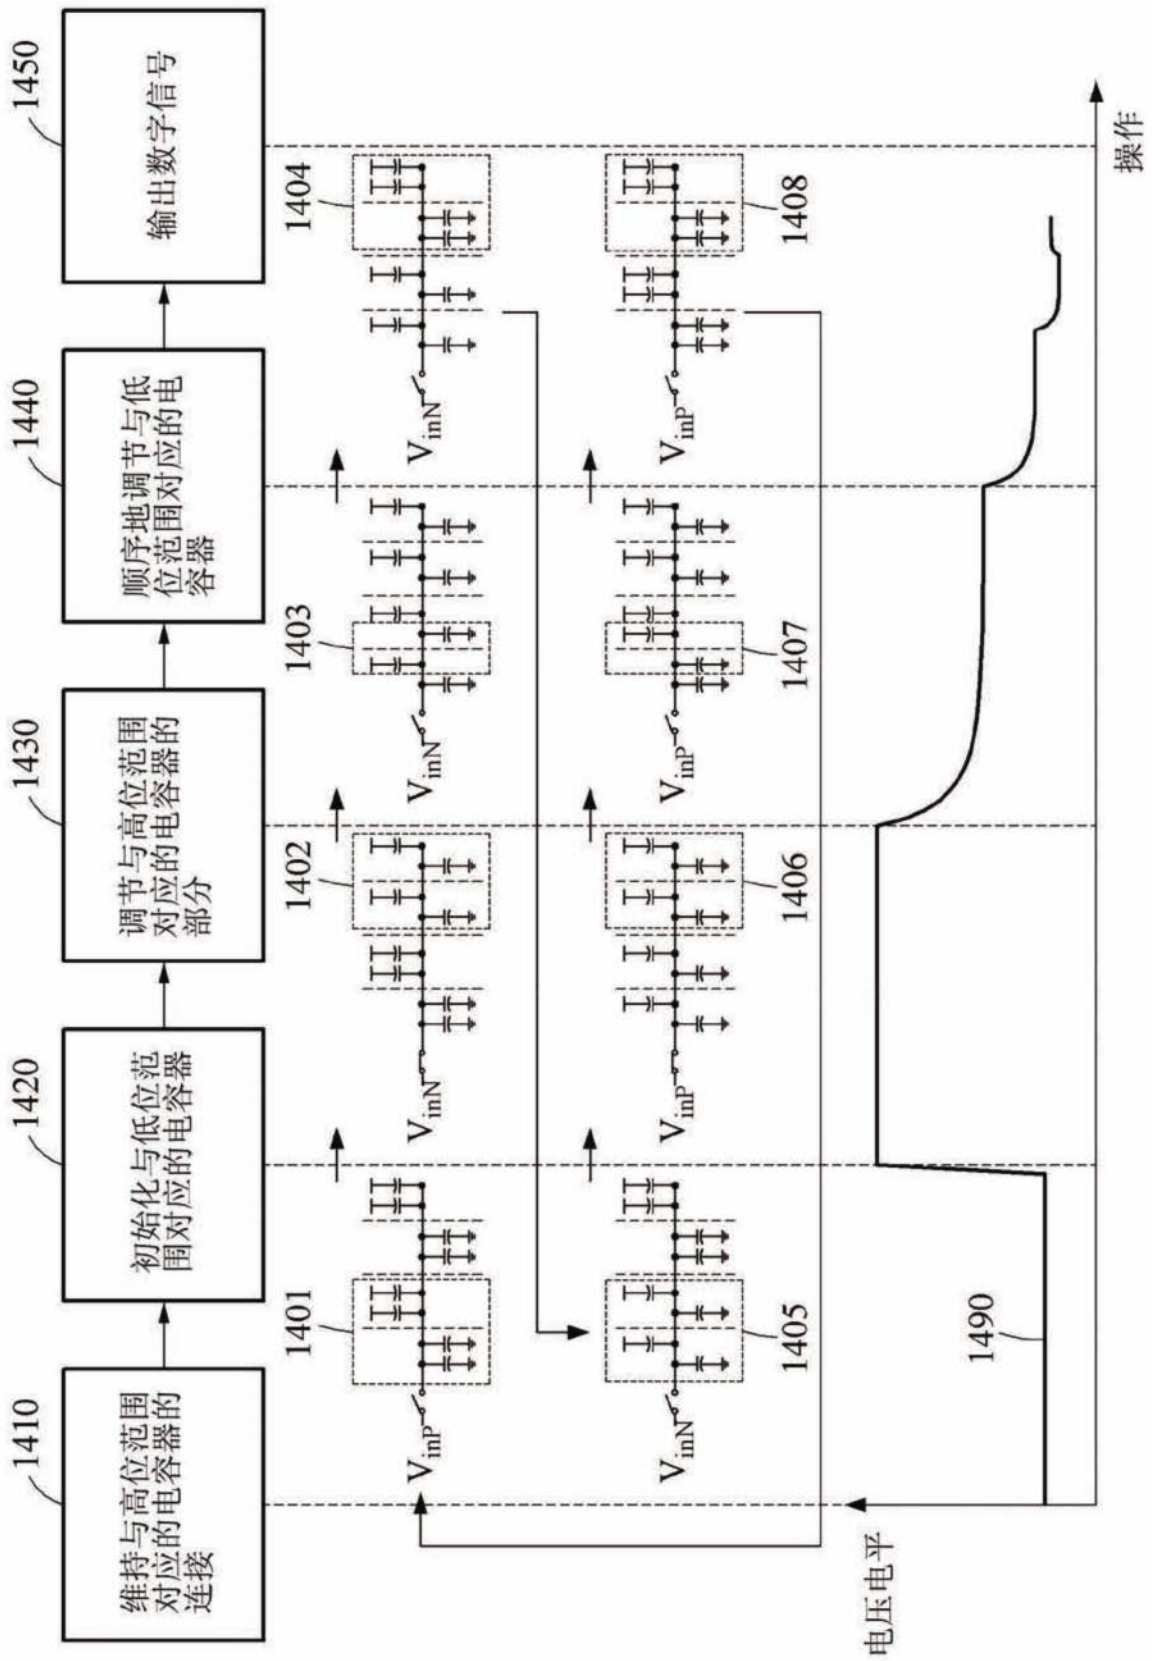 1410
1420
1430
1440
1450
维持与高位范围
对应的电容器的
连接
初始化与低位范
围对应的电容器
调节与高位范围
对应的电容器的
部分
顺序地调节与低
位范围对应的电
容器
输出数字信号
1401
1402
1403
1404
VinP
VinN
VinN
VinN
VinN
VinP
VinP
VinP
1405
1406
1407
1408
电压电平
1490
操作